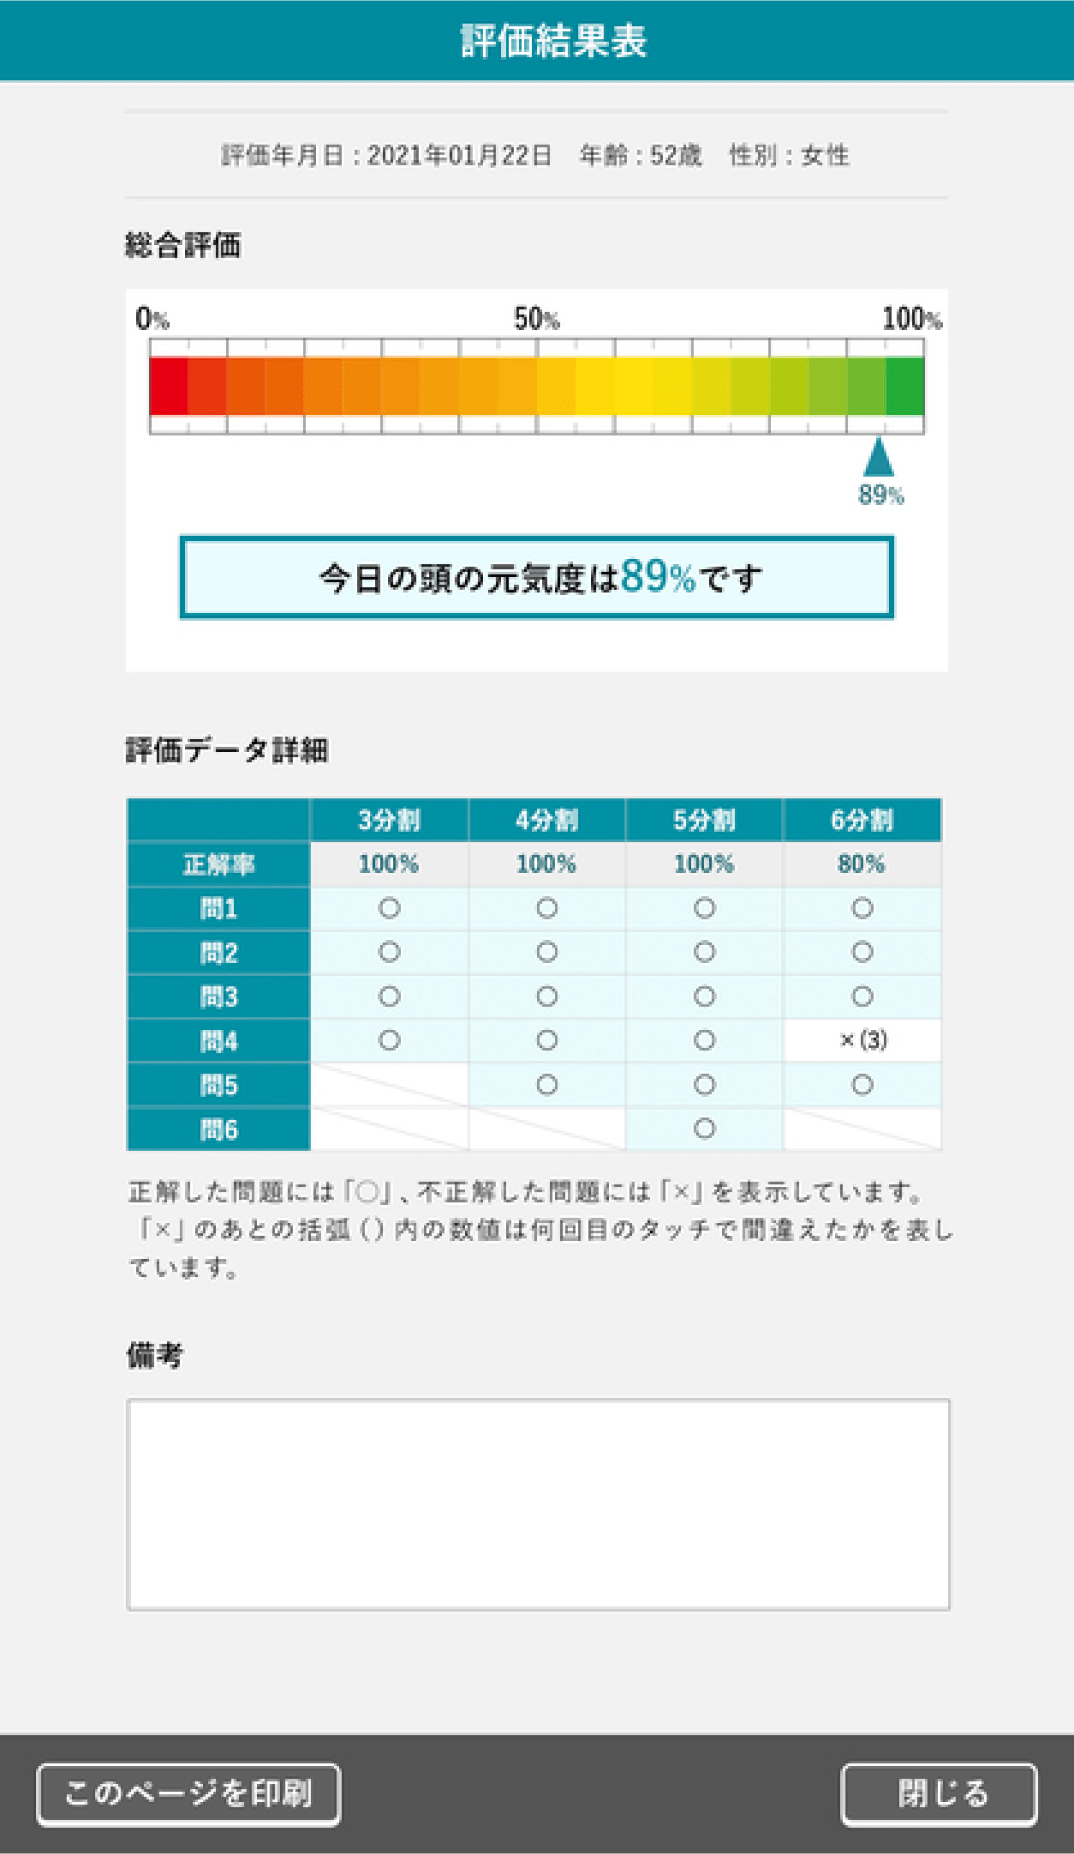 評価結果表
評価年月日：2021年01月22日　年齢：52歳　性別：女性
総合評価
0%　50%　100%
89%
今日の頭の元気度は89%です
評価データ詳細
3分割　4分割　5分割　6分割
正解率　100%　100%　100%　80%
問1　○　○　○　○
問2　○　○　○　○
問3　○　○　○　○
問4　○　○　○　×(3)
問5　○　○　○
問6　○
正解した問題には「○」、不正解した問題には「×」を表示しています。
「×」のあとの括弧（）内の数値は何回目のタッチで間違えたかを表し
ています。
備考
このページを印刷　閉じる